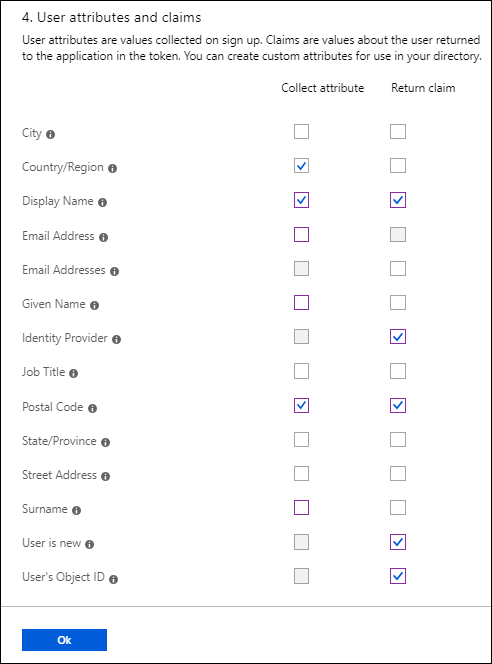 4. User attributes and claims
User attributes are values collected on sign up. Claims are values about the user returned
to the application in the token. You can create custom attributes for use in your directory.
Collect attribute Return claim
City
Country/Region
Display Name
Email Address
Email Addresses
Given Name
Identity Provider
Job Title
Postal Code
State/Province
Street Address
Surname
User is new
User's Object ID
Ok